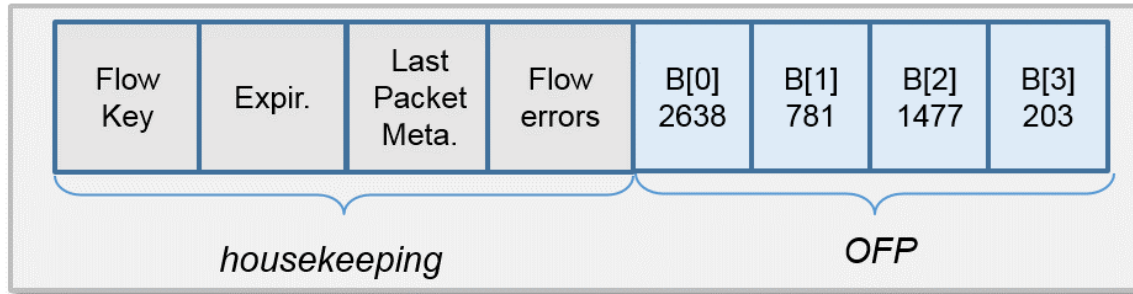 Flow
Key
Expir.
Last
Packet
Meta.
Flow
errors
B[0]
2638
B[1]
781
B[2]
1477
B[3]
203
housekeeping
OFP